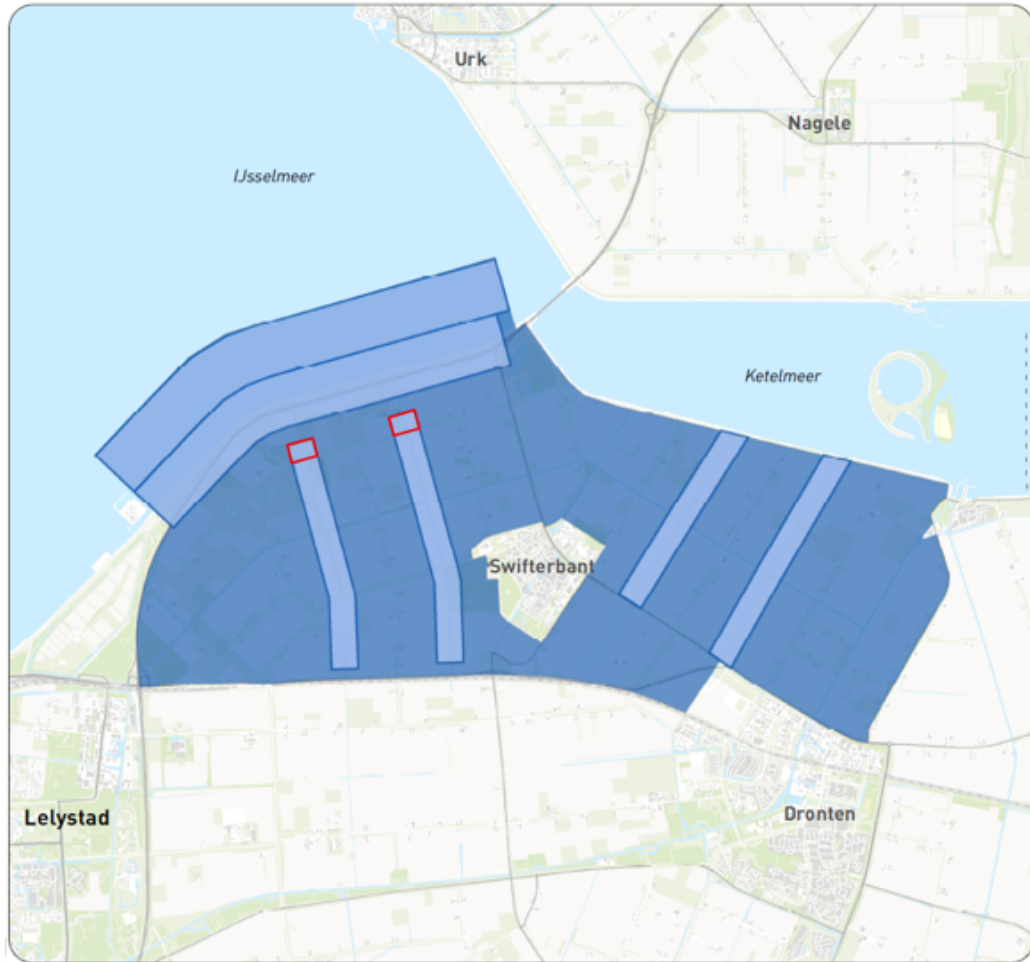 Urk
Nagele
IJsselmeer
Ketelmeer
Swifterbant
Lelystad
Dronten